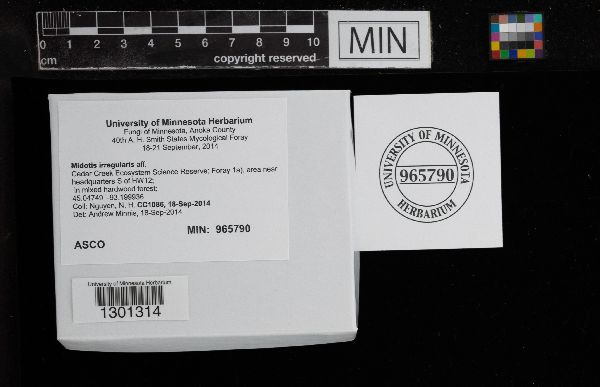 0 1 2 3 4 5 6 7 8 9 10
cm
copyright reserved
MIN
University of Minnesota Herbarium
Fungi of Minnesota, Anoka County
40th A. H. Smith States Mycological Foray
18-21 September, 2014
Midotis irregularis aff.
Cedar Creek Ecosystem Science Reserve: Foray 1a), area near
headquarters S of HW12;
in mixed hardwood forest;
45.04749 -93.199936
Coll: Nguyen, N. H. CC1086, 18-Sep-2014
Det: Andrew Minnis, 18-Sep-2014
MIN: 965790
ASCO
University of Minnesota Herbarium
1301314
UNIVERSITY OF MINNESOTA
965790
HERBARIUM